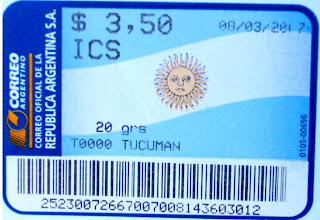 $ 3,50
08/03/2017
ICS
20 grs
T0000 TUCUMAN
CORREO
ARGENTINO
CORREO OFICIAL DE LA
REPUBLICA ARGENTINA S.A.
0105-00696
25230072667007008143603012